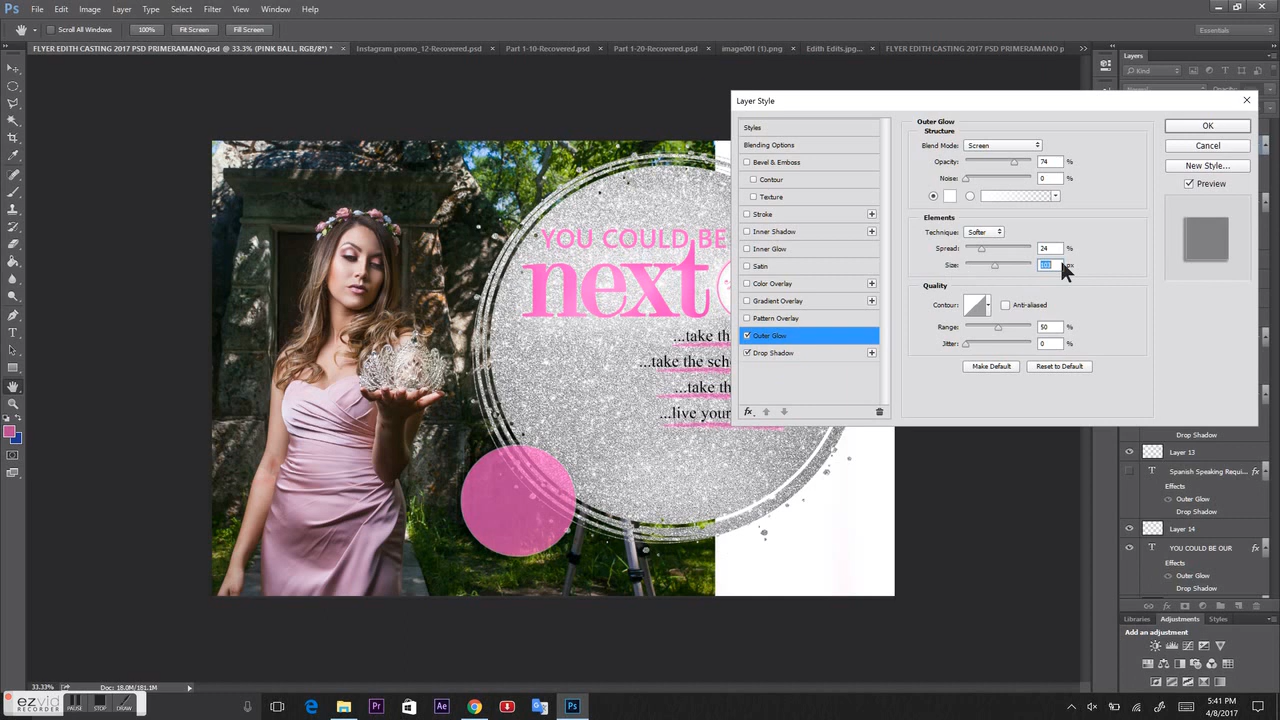 Ps File Edit Image Layer Type Select Filter View Window Help
Scroll All Windows 100% Fit Screen Fill Screen Essentials
FLYER EDITH CASTING 2017 PSD PRIMERAMANO.psd @ 33.3% (PINK BALL, RGB/8*) * × Instagram promo_12-Recovered.psd × Part 1-10-Recovered.psd × Part 1-20-Recovered.psd × image001 (1).png × Edith Edits.jpg... × FLYER EDITH CASTING 2017 PSD PRIMERAMANO p
Layers
Kind
Layer Style
Styles
Blending Options
Bevel & Emboss
Contour
Texture
Stroke
Inner Shadow
Inner Glow
Satin
Color Overlay
Gradient Overlay
Pattern Overlay
Outer Glow
Drop Shadow
fx
Outer Glow
Structure
Blend Mode: Screen
Opacity: 74 %
Noise: 0 %
Elements
Technique: Softer
Spread: 24 %
Size: px
Quality
Contour: Anti-aliased
Range: 50 %
Jitter: 0 %
Make Default Reset to Default
OK
Cancel
New Style...
Preview
YOU COULD BE
next
...take th
...take the sch
...take th
...live your
Drop Shadow
Layer 13
T Spanish Speaking Requi... fx
Effects
Outer Glow
Drop Shadow
Layer 14
T YOU COULD BE OUR fx
Effects
Outer Glow
Drop Shadow
Libraries Adjustments Styles
Add an adjustment
33.33% Doc: 18.0M/181.1M
ezvid
RECORDER
PAUSE STOP DRAW
Pr Ae Ps
5:41 PM
4/8/2017